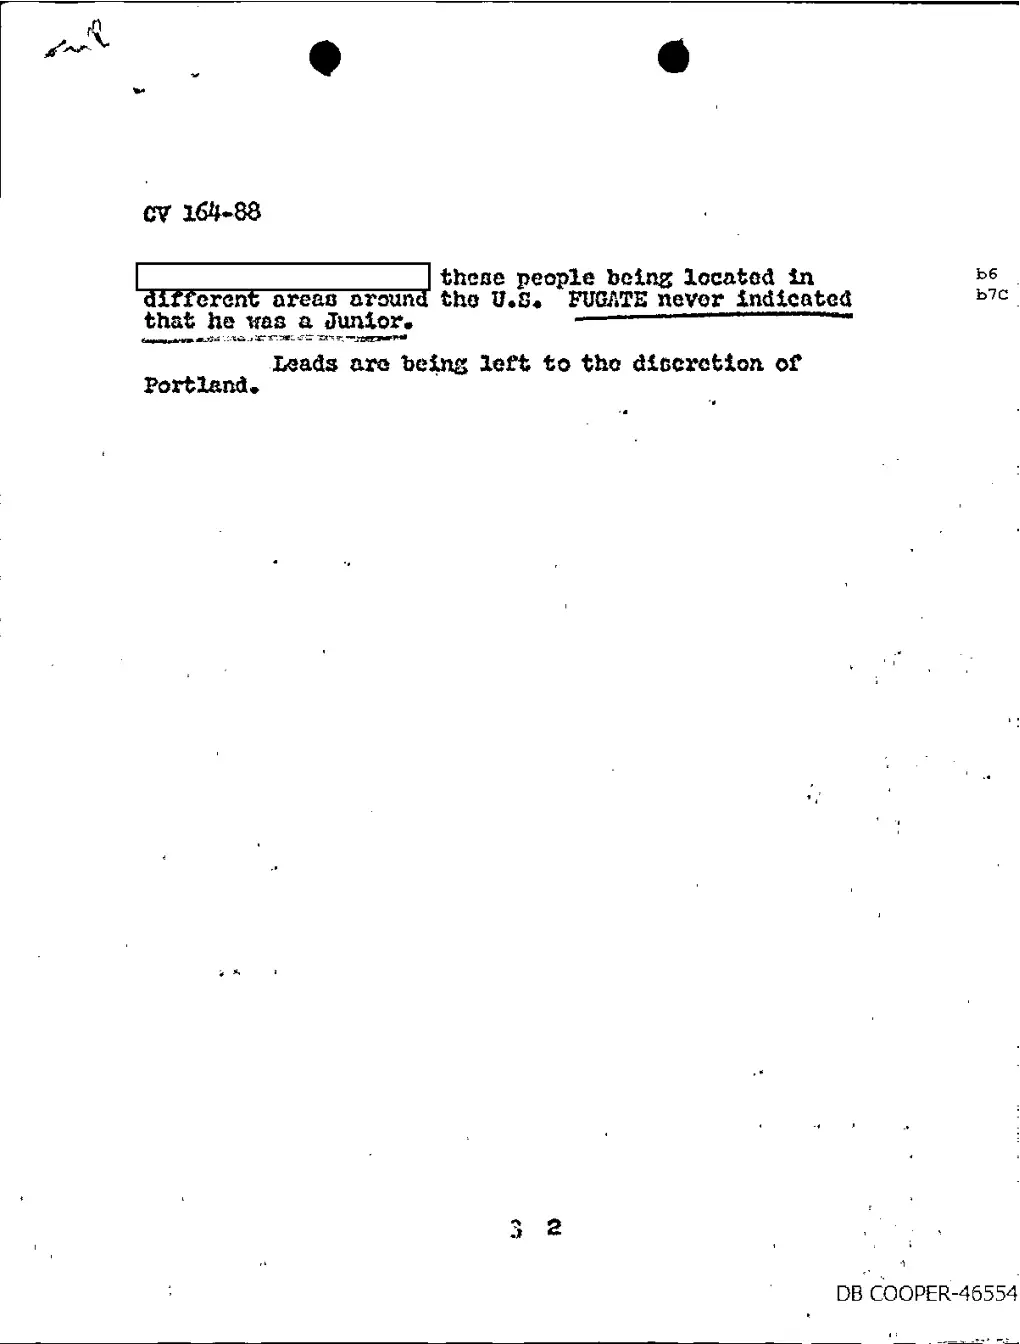 CV 164-88
these people being located in
b6
different areas around the U.S. FUGATE never indicated
b7C
that he was a Junior.
Leads are being left to the discretion of
Portland.
2
DB COOPER-46554